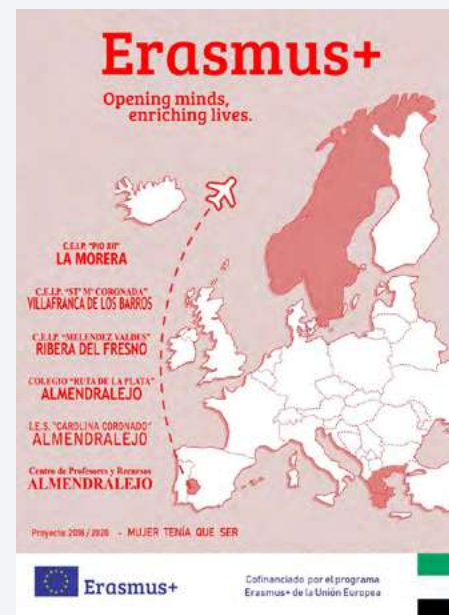 Erasmus+
Opening minds,
enriching lives.
C.E.I.P. "PIO XII"
LA MORERA
C.E.I.P. "STª Mª CORONADA"
VILLAFRANCA DE LOS BARROS
C.E.I.P. "MELENDEZ VALDES"
RIBERA DEL FRESNO
COLEGIO "RUTA DE LA PLATA"
ALMENDRALEJO
I.E.S. "CAROLINA CORONADO"
ALMENDRALEJO
Centro de Profesores y Recursos
ALMENDRALEJO
Proyecto 2018/2020 - MUJER TENÍA QUE SER
Erasmus+
Cofinanciado por el programa
Erasmus+ de la Unión Europea